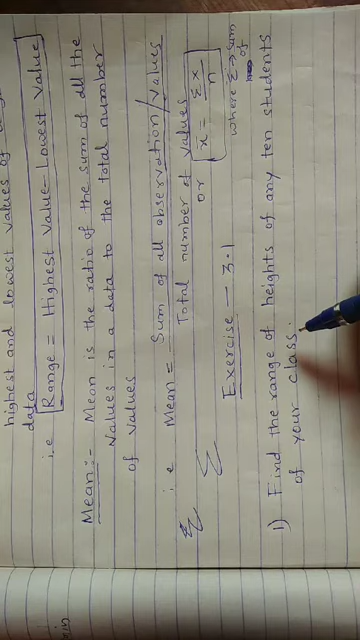 highest and lowest values of
data
i.e Range = Highest Value - Lowest Value
Mean:- Mean is the ratio of the sum of all the
Values in a data to the total number
of values
i.e Mean = Sum of all observation/values
Total number of values
or x̄ = Σx
n
where Σ → sum
of
Σ Σ
Exercise - 3.1
1) Find the range of heights of any ten students
of your class.